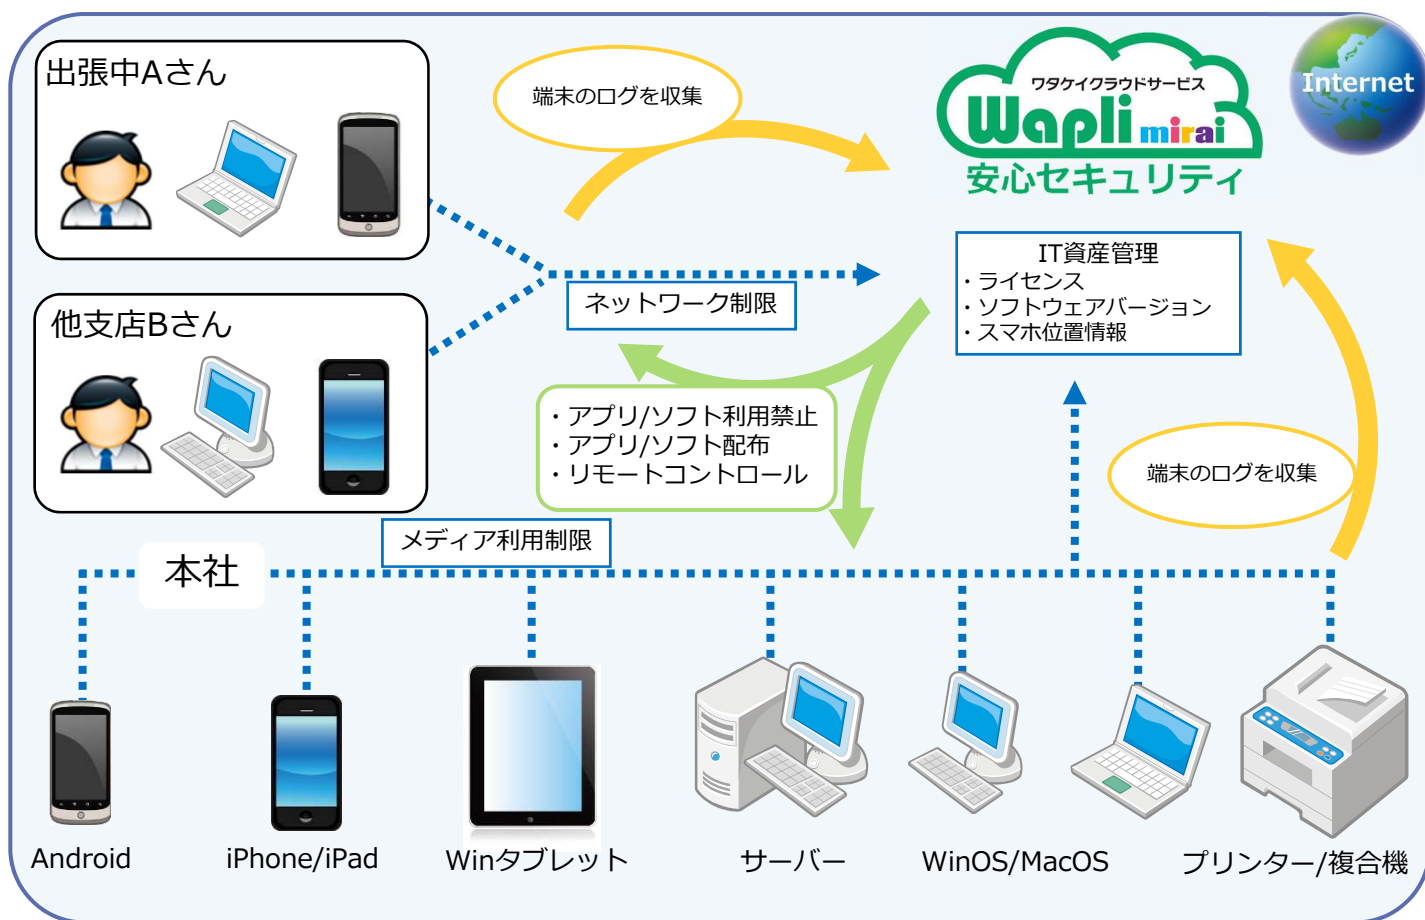 出張中Aさん
端末のログを収集
ワタケイクラウドサービス
Wapli mirai
安心セキュリティ
Internet
他支店Bさん
ネットワーク制限
IT資産管理
・ライセンス
・ソフトウェアバージョン
・スマホ位置情報
・アプリ/ソフト利用禁止
・アプリ/ソフト配布
・リモートコントロール
端末のログを収集
メディア利用制限
本社
Android
iPhone/iPad
Winタブレット
サーバー
WinOS/MacOS
プリンター/複合機